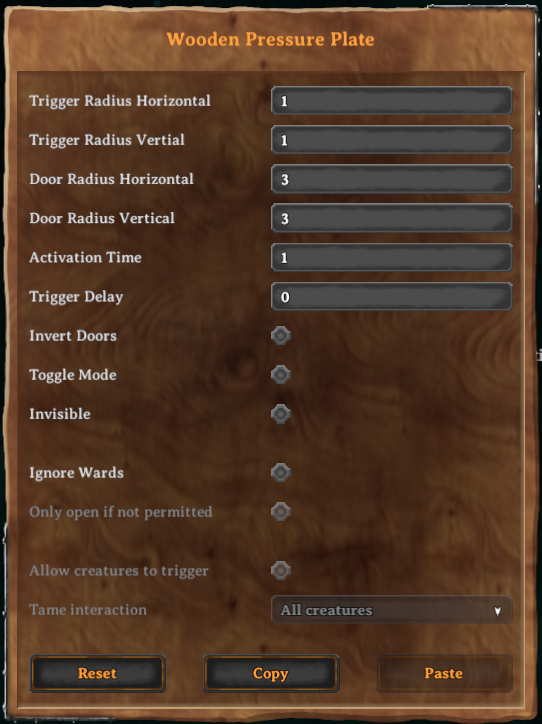 Wooden Pressure Plate
Trigger Radius Horizontal 1
Trigger Radius Vertial 1
Door Radius Horizontal 3
Door Radius Vertical 3
Activation Time 1
Trigger Delay 0
Invert Doors
Toggle Mode
Invisible
Ignore Wards
Only open if not permitted
Allow creatures to trigger
Tame interaction All creatures
Reset Copy Paste